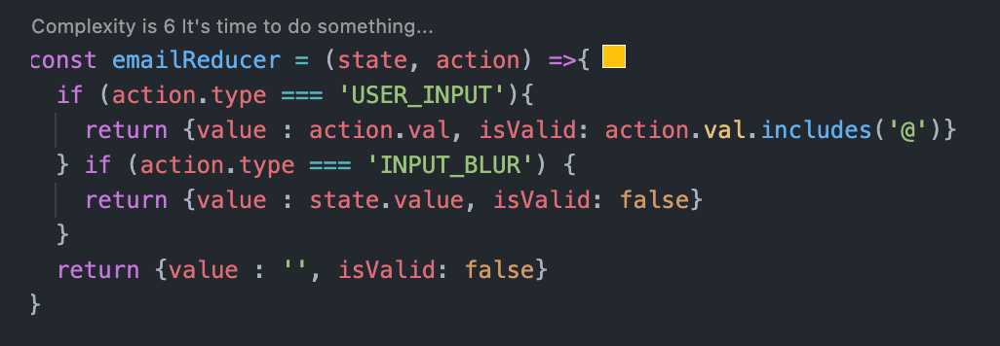 Complexity is 6 It's time to do something...
const emailReducer = (state, action) =>{
  if (action.type === 'USER_INPUT'){
    return {value : action.val, isValid: action.val.includes('@')}
  } if (action.type === 'INPUT_BLUR') {
    return {value : state.value, isValid: false}
  }
  return {value : '', isValid: false}
}